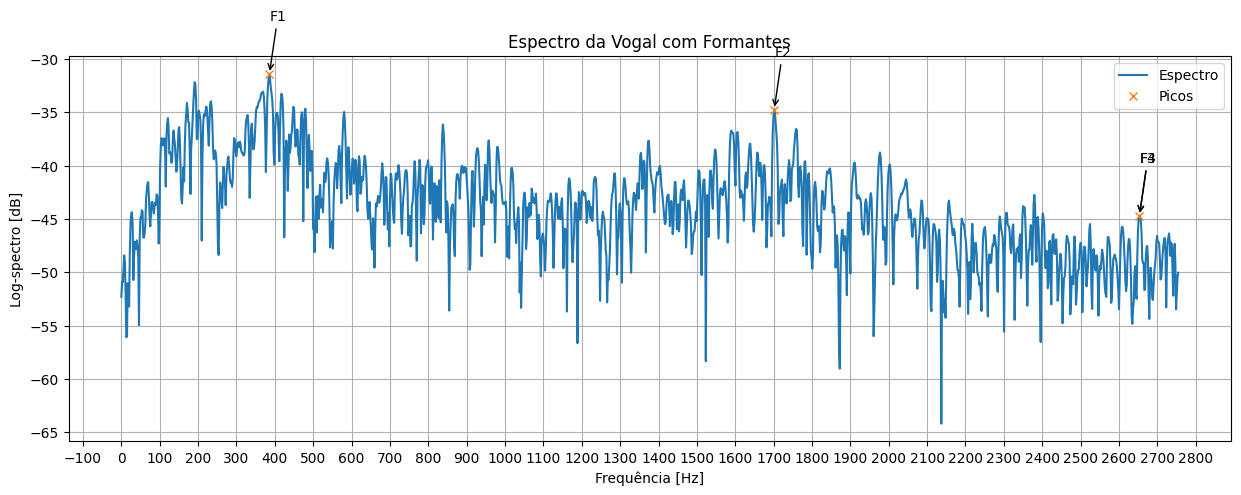 F1
Espectro da Vogal com Formantes
F2
Espectro
Picos
−30
−35
−40
−45
−50
−55
−60
−65
Log-spectro [dB]
−100 0 100 200 300 400 500 600 700 800 900 1000 1100 1200 1300 1400 1500 1600 1700 1800 1900 2000 2100 2200 2300 2400 2500 2600 2700 2800
Frequência [Hz]